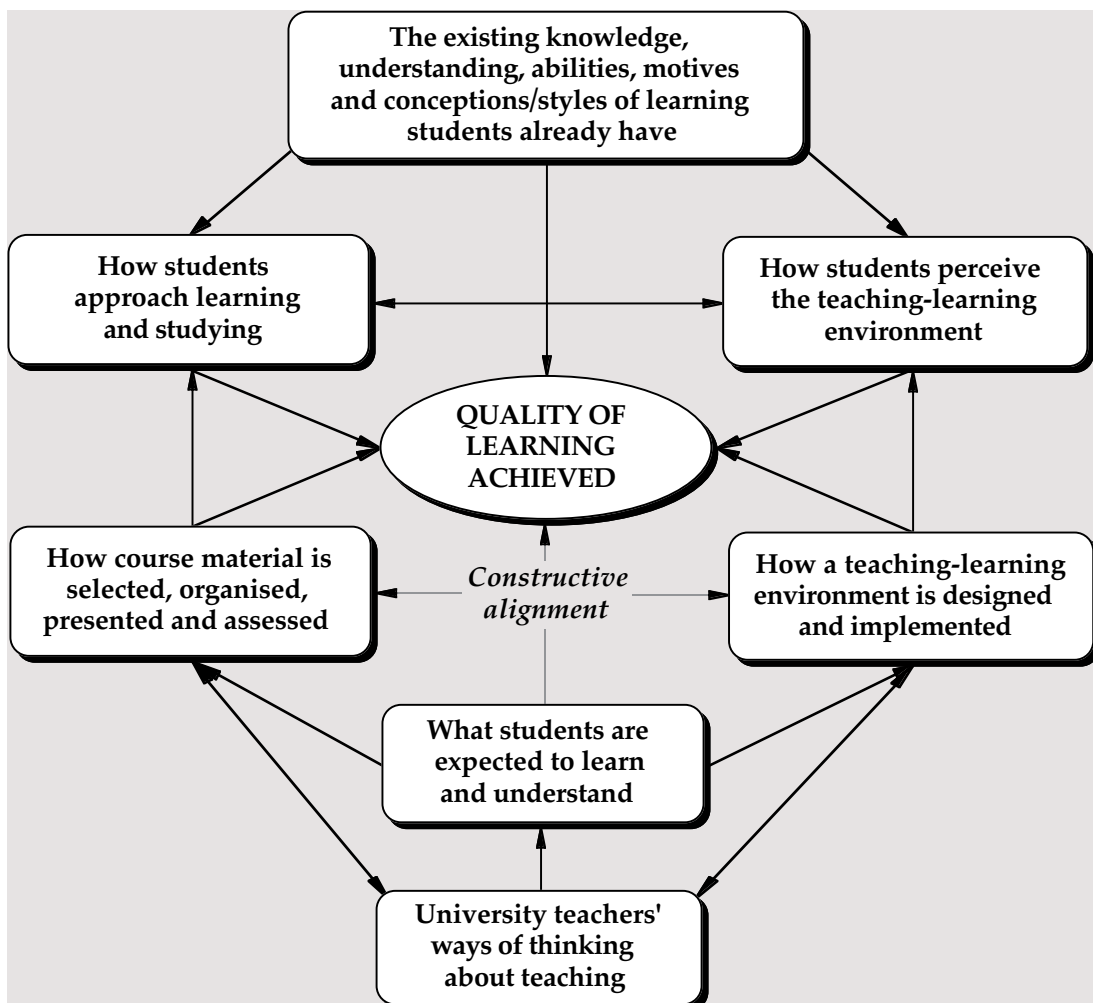 The existing knowledge,
understanding, abilities, motives
and conceptions/styles of learning
students already have
How students
approach learning
and studying
How students perceive
the teaching-learning
environment
QUALITY OF
LEARNING
ACHIEVED
How course material is
selected, organised,
presented and assessed
Constructive
alignment
How a teaching-learning
environment is designed
and implemented
What students are
expected to learn
and understand
University teachers'
ways of thinking
about teaching